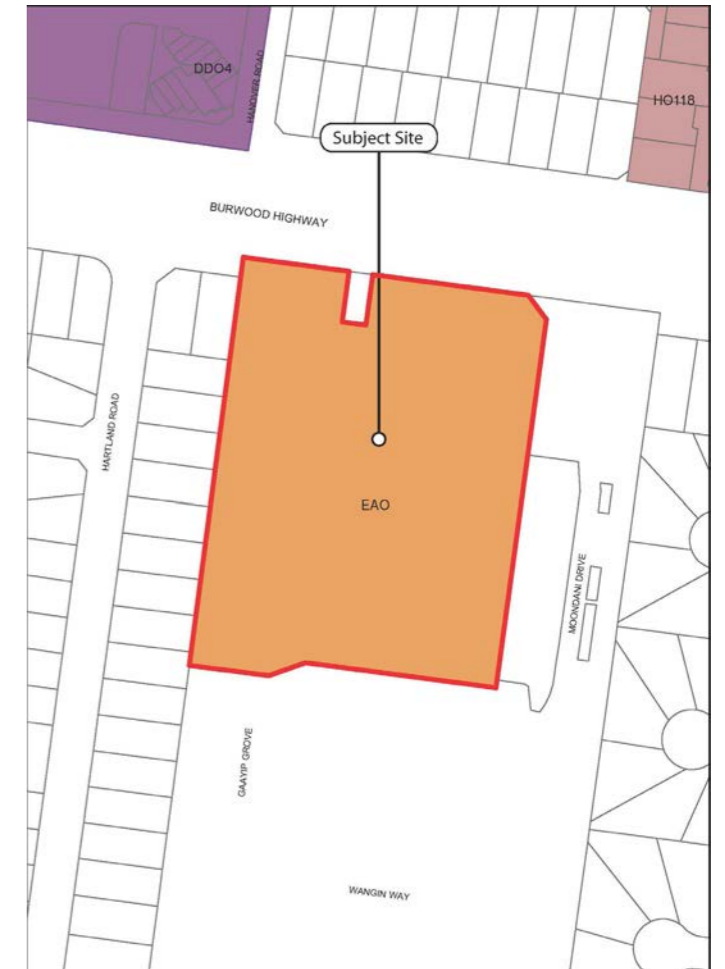 DDO4
HANOVER ROAD
HO118
Subject Site
BURWOOD HIGHWAY
HARTLAND ROAD
EAO
MOONDANI DRIVE
GAAYIP GROVE
WANGIN WAY